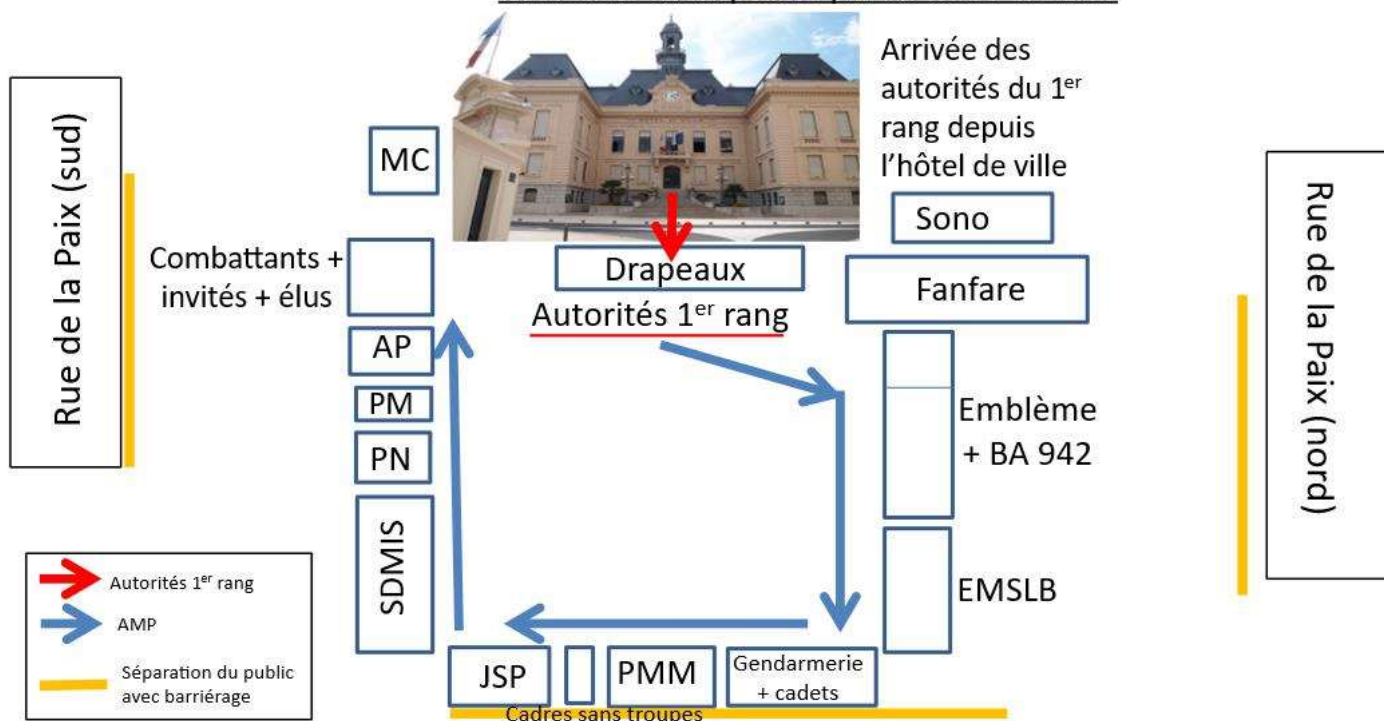 Arrivée des
autorités du 1er
rang depuis
l'hôtel de ville
Rue de la Paix (sud)
MC
Sono
Rue de la Paix (nord)
Combattants +
invités + élus
Drapeaux
Fanfare
Autorités 1er rang
AP
PM
PN
Emblème
+ BA 942
SDMIS
EMSLB
Autorités 1er rang
AMP
Séparation du public
avec barriérage
JSP
PMM
Gendarmerie
+ cadets
Cadres sans troupes